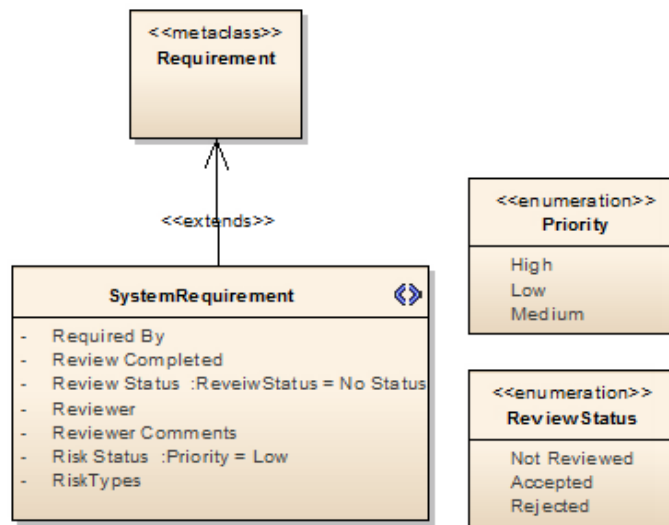 <<metaclass>>
Requirement
<<extends>>
SystemRequirement
- Required By
- Review Completed
- Review Status :ReveiwStatus = No Status
- Reviewer
- Reviewer Comments
- Risk Status :Priority = Low
- RiskTypes
<<enumeration>>
Priority
High
Low
Medium
<<enumeration>>
ReviewStatus
Not Reviewed
Accepted
Rejected